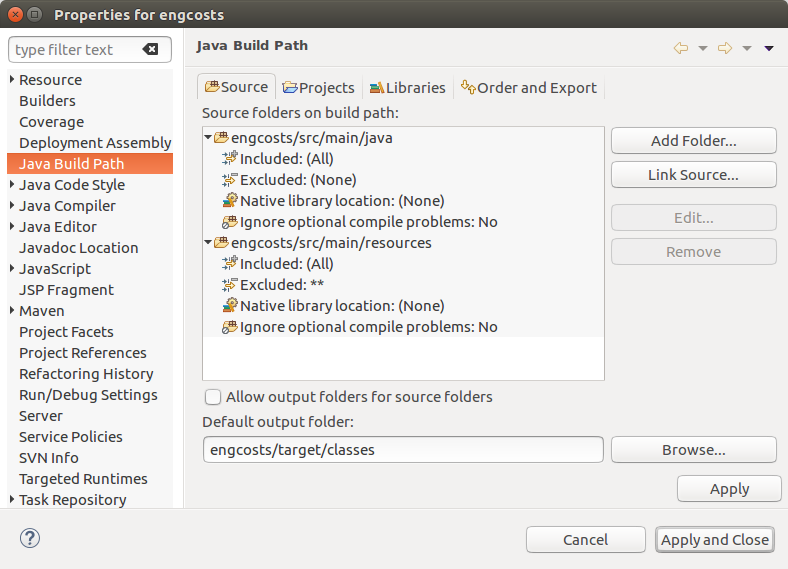 Properties for engcosts
type filter text
Resource
Builders
Coverage
Deployment Assembly
Java Build Path
Java Code Style
Java Compiler
Java Editor
Javadoc Location
JavaScript
JSP Fragment
Maven
Project Facets
Project References
Refactoring History
Run/Debug Settings
Server
Service Policies
SVN Info
Targeted Runtimes
Task Repository
Java Build Path
Source Projects Libraries Order and Export
Source folders on build path:
engcosts/src/main/java
Included: (All)
Excluded: (None)
Native library location: (None)
Ignore optional compile problems: No
engcosts/src/main/resources
Included: (All)
Excluded: **
Native library location: (None)
Ignore optional compile problems: No
Add Folder...
Link Source...
Edit...
Remove
Allow output folders for source folders
Default output folder:
engcosts/target/classes
Browse...
Apply
?
Cancel
Apply and Close